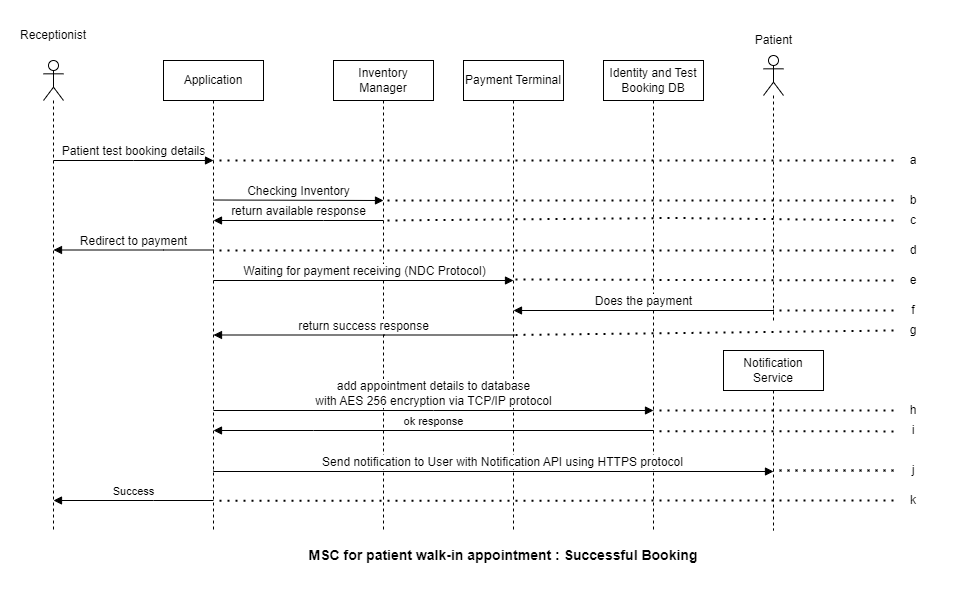 Receptionist
Patient
Application
Inventory
Manager
Payment Terminal
Identity and Test
Booking DB
Patient test booking details
a
Checking Inventory
b
return available response
c
Redirect to payment
d
Waiting for payment receiving (NDC Protocol)
e
Does the payment
f
return success response
g
Notification
Service
add appointment details to database
with AES 256 encryption via TCP/IP protocol
h
ok response
i
Send notification to User with Notification API using HTTPS protocol
j
Success
k
MSC for patient walk-in appointment : Successful Booking